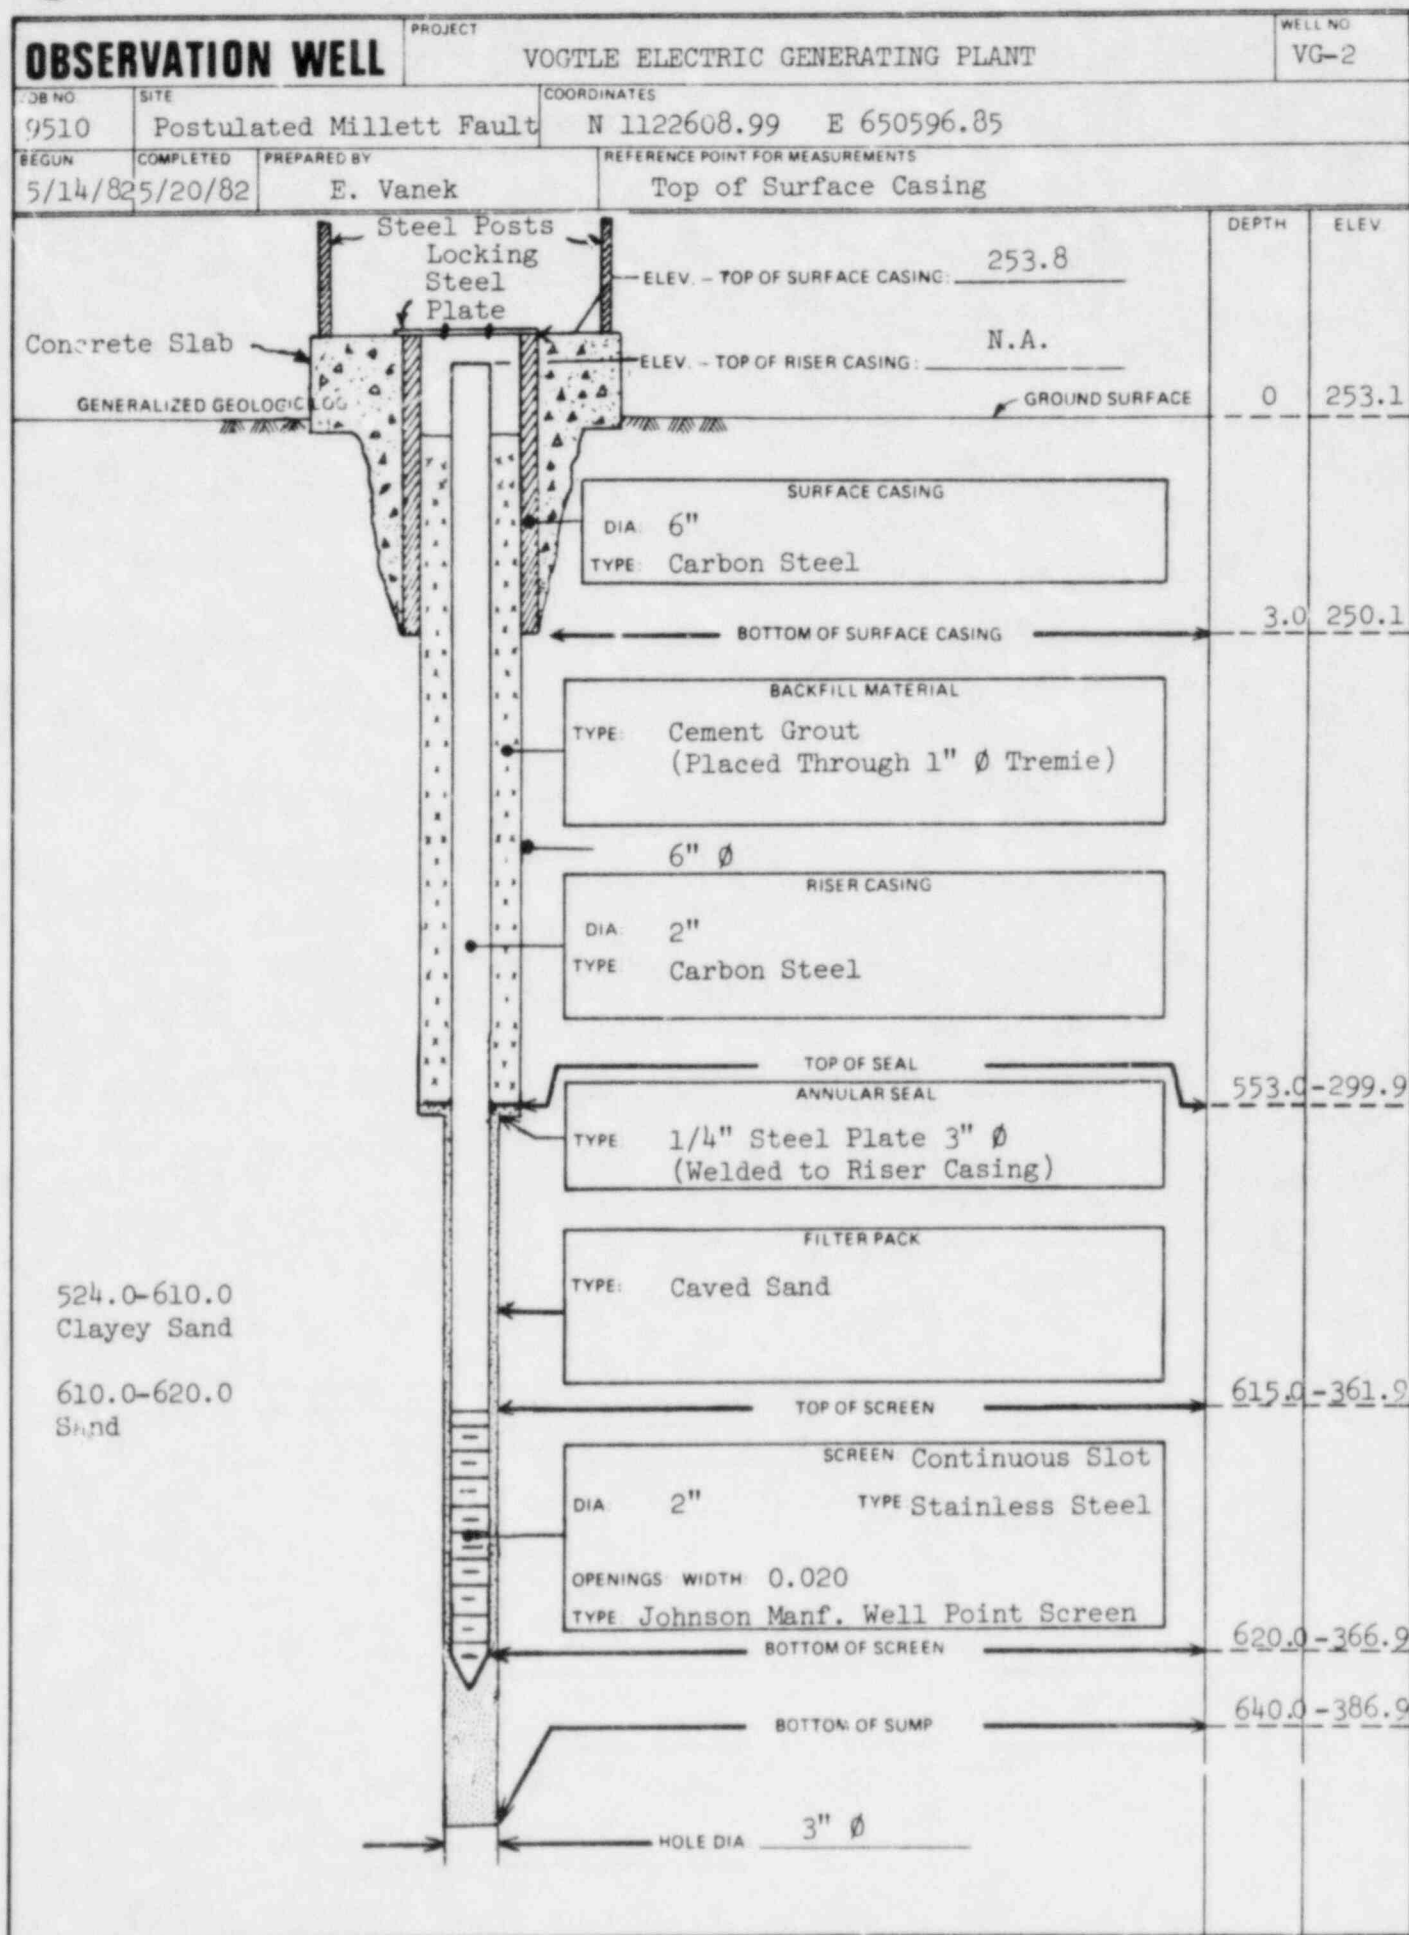 OBSERVATION WELL
PROJECT
VOGTLE ELECTRIC GENERATING PLANT
WELL NO
VG-2
JOB NO
9510
SITE
Postulated Millett Fault
COORDINATES
N 1122608.99 E 650596.85
BEGUN
5/14/82
COMPLETED
5/20/82
PREPARED BY
E. Vanek
REFERENCE POINT FOR MEASUREMENTS
Top of Surface Casing
DEPTH
ELEV
Steel Posts
Locking
Steel
Plate
ELEV. - TOP OF SURFACE CASING: 253.8
Concrete Slab
ELEV. - TOP OF RISER CASING: N.A.
GENERALIZED GEOLOGIC LOG
GROUND SURFACE 0 253.1
SURFACE CASING
DIA: 6"
TYPE: Carbon Steel
BOTTOM OF SURFACE CASING 3.0 250.1
BACKFILL MATERIAL
TYPE: Cement Grout
(Placed Through 1" Ø Tremie)
6" Ø
RISER CASING
DIA: 2"
TYPE Carbon Steel
TOP OF SEAL 553.0 -299.9
ANNULAR SEAL
TYPE: 1/4" Steel Plate 3" Ø
(Welded to Riser Casing)
FILTER PACK
TYPE: Caved Sand
524.0-610.0
Clayey Sand
610.0-620.0
Sand
TOP OF SCREEN 615.0 -361.9
SCREEN Continuous Slot
DIA 2" TYPE Stainless Steel
OPENINGS WIDTH 0.020
TYPE: Johnson Manf. Well Point Screen
BOTTOM OF SCREEN 620.0 -366.9
BOTTOM OF SUMP 640.0 -386.9
HOLE DIA 3" Ø